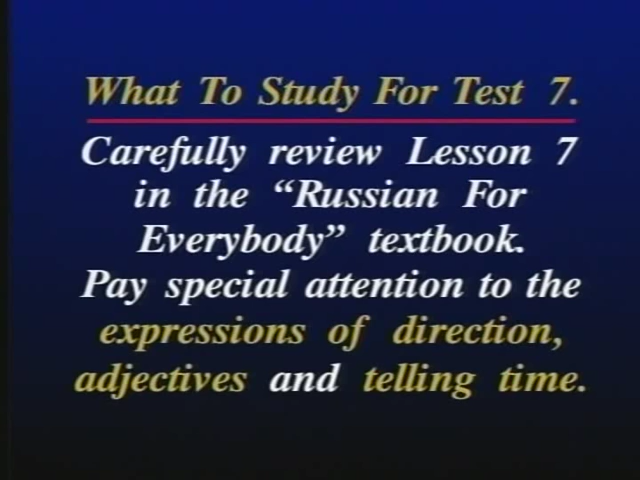 What To Study For Test 7.
Carefully review Lesson 7
in the “Russian For
Everybody” textbook.
Pay special attention to the
expressions of direction,
adjectives and telling time.